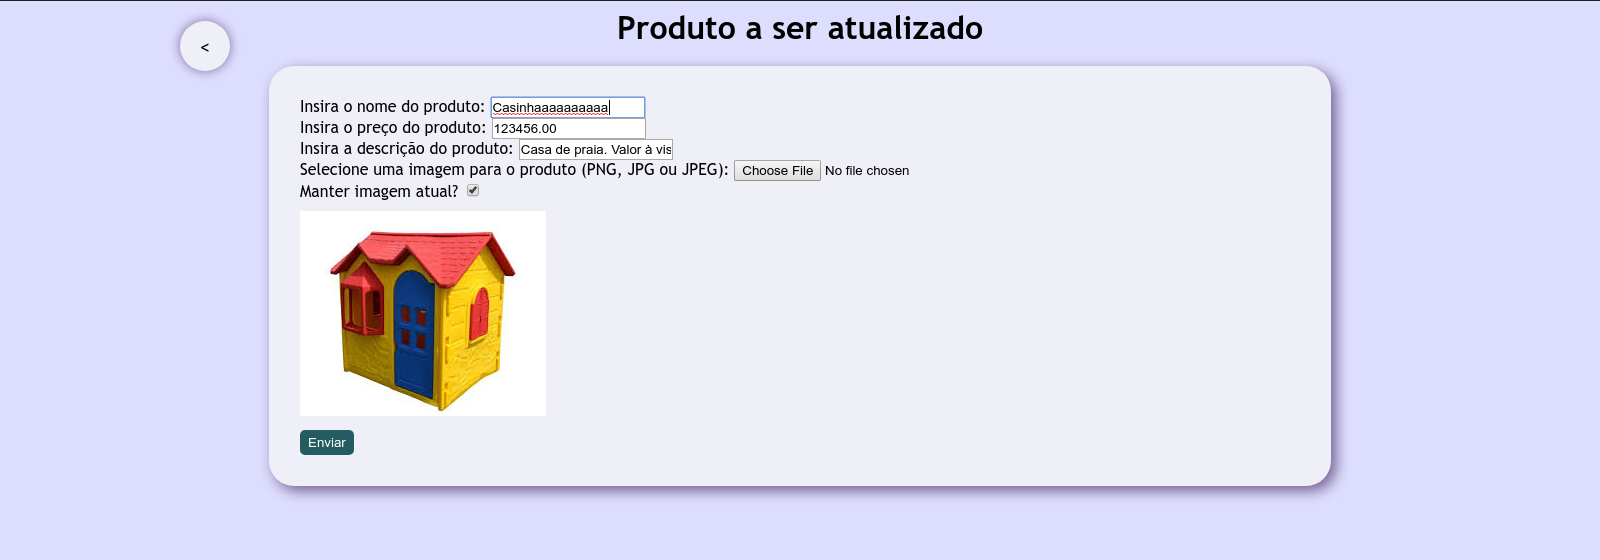 Produto a ser atualizado
<
Insira o nome do produto: Casinhaaaaaaaaaa
Insira o preço do produto: 123456.00
Insira a descrição do produto: Casa de praia. Valor à vis
Selecione uma imagem para o produto (PNG, JPG ou JPEG): Choose File No file chosen
Manter imagem atual?
Enviar